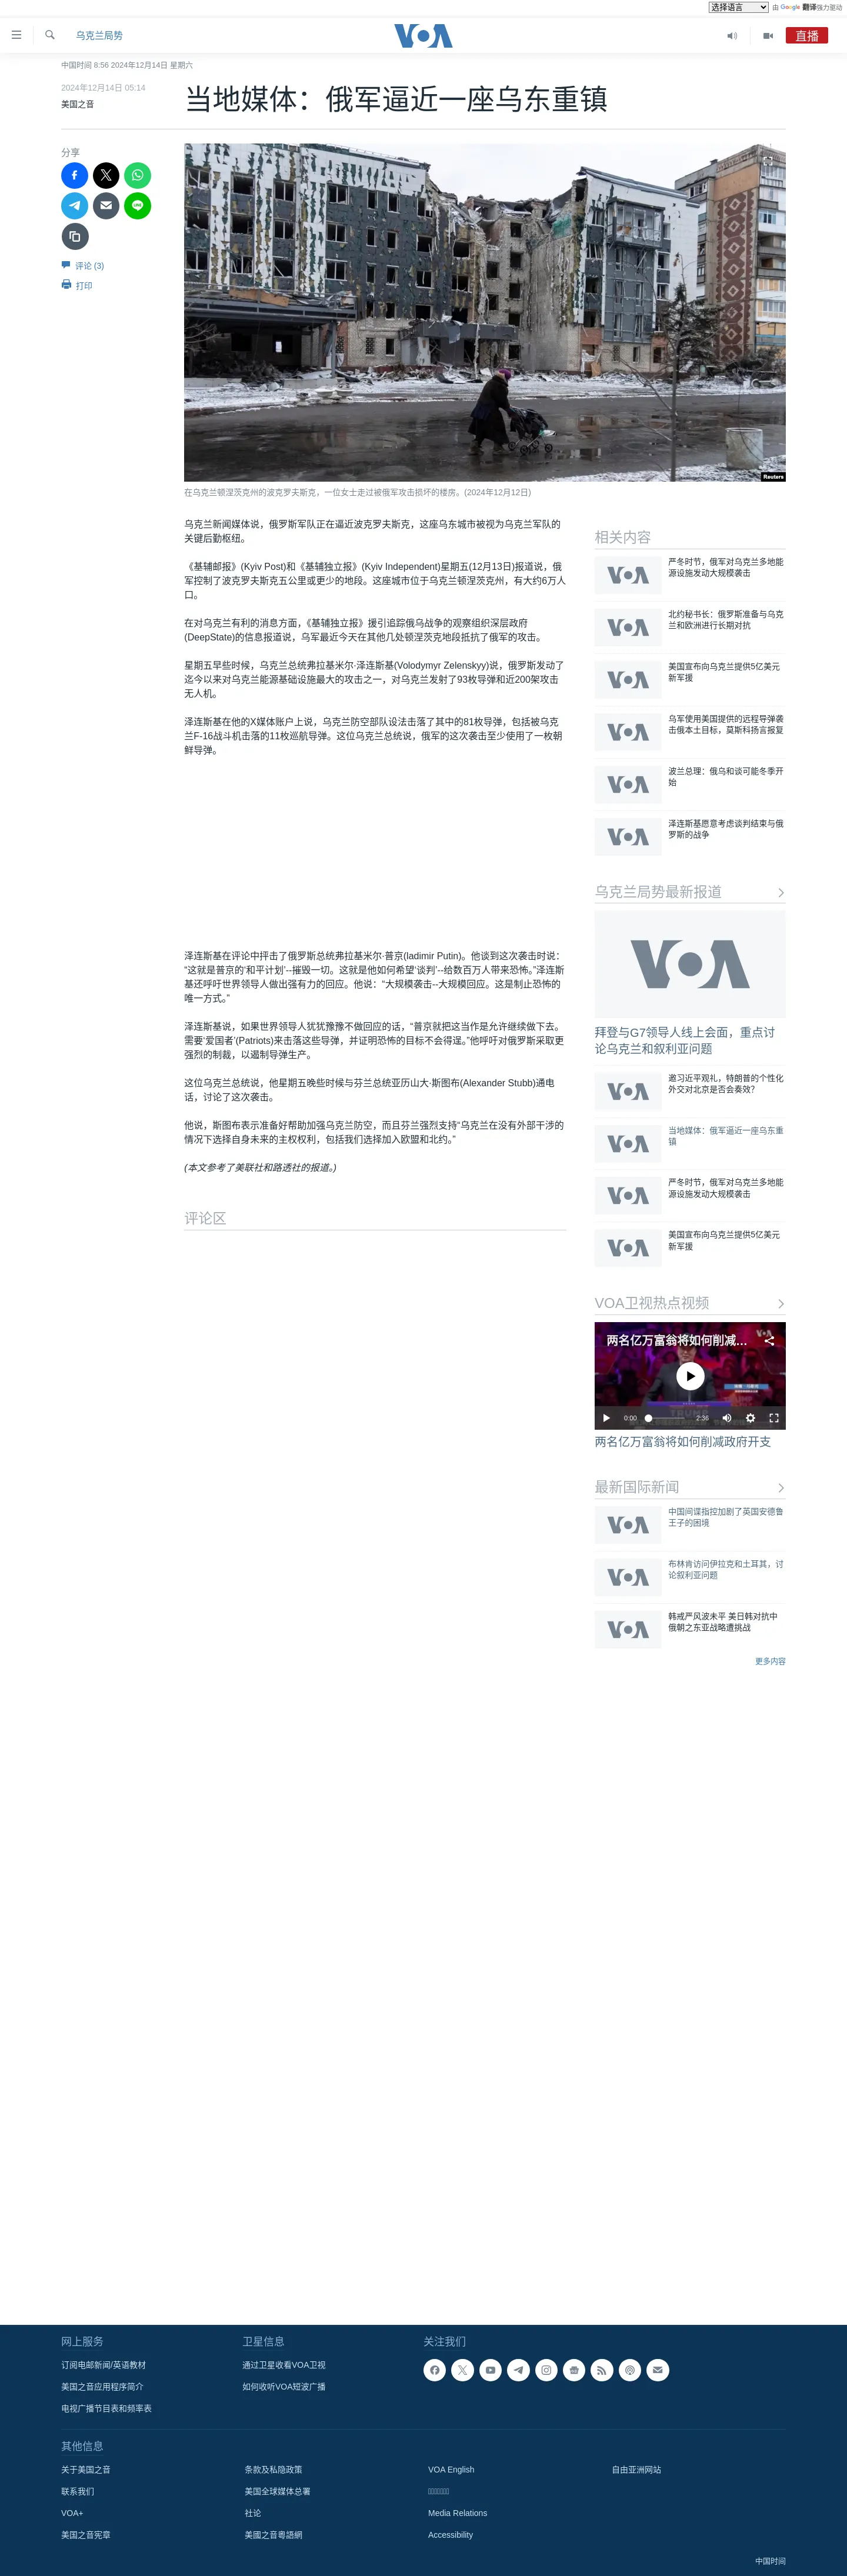 选择语言 由 Google 翻译强力驱动
乌克兰局势
VOA
直播
中国时间 8:56 2024年12月14日 星期六
2024年12月14日 05:14
美国之音
当地媒体：俄军逼近一座乌东重镇
分享
评论 (3)
打印
Reuters
在乌克兰顿涅茨克州的波克罗夫斯克，一位女士走过被俄军攻击损坏的楼房。(2024年12月12日)
乌克兰新闻媒体说，俄罗斯军队正在逼近波克罗夫斯克，这座乌东城市被视为乌克兰军队的
关键后勤枢纽。
《基辅邮报》(Kyiv Post)和《基辅独立报》(Kyiv Independent)星期五(12月13日)报道说，俄
军控制了波克罗夫斯克五公里或更少的地段。这座城市位于乌克兰顿涅茨克州，有大约6万人
口。
在对乌克兰有利的消息方面，《基辅独立报》援引追踪俄乌战争的观察组织深层政府
(DeepState)的信息报道说，乌军最近今天在其他几处顿涅茨克地段抵抗了俄军的攻击。
星期五早些时候，乌克兰总统弗拉基米尔·泽连斯基(Volodymyr Zelenskyy)说，俄罗斯发动了
迄今以来对乌克兰能源基础设施最大的攻击之一，对乌克兰发射了93枚导弹和近200架攻击
无人机。
泽连斯基在他的X媒体账户上说，乌克兰防空部队设法击落了其中的81枚导弹，包括被乌克
兰F-16战斗机击落的11枚巡航导弹。这位乌克兰总统说，俄军的这次袭击至少使用了一枚朝
鲜导弹。
泽连斯基在评论中抨击了俄罗斯总统弗拉基米尔·普京(ladimir Putin)。他谈到这次袭击时说：
“这就是普京的‘和平计划’--摧毁一切。这就是他如何希望‘谈判’--给数百万人带来恐怖。”泽连斯
基还呼吁世界领导人做出强有力的回应。他说：“大规模袭击--大规模回应。这是制止恐怖的
唯一方式。”
泽连斯基说，如果世界领导人犹犹豫豫不做回应的话，“普京就把这当作是允许继续做下去。
需要‘爱国者’(Patriots)来击落这些导弹，并证明恐怖的目标不会得逞。”他呼吁对俄罗斯采取更
强烈的制裁，以遏制导弹生产。
这位乌克兰总统说，他星期五晚些时候与芬兰总统亚历山大·斯图布(Alexander Stubb)通电
话，讨论了这次袭击。
他说，斯图布表示准备好帮助加强乌克兰防空，而且芬兰强烈支持“乌克兰在没有外部干涉的
情况下选择自身未来的主权权利，包括我们选择加入欧盟和北约。”
(本文参考了美联社和路透社的报道。)
评论区
相关内容
VOA
严冬时节，俄军对乌克兰多地能
源设施发动大规模袭击
VOA
北约秘书长：俄罗斯准备与乌克
兰和欧洲进行长期对抗
VOA
美国宣布向乌克兰提供5亿美元
新军援
VOA
乌军使用美国提供的远程导弹袭
击俄本土目标，莫斯科扬言报复
VOA
波兰总理：俄乌和谈可能冬季开
始
VOA
泽连斯基愿意考虑谈判结束与俄
罗斯的战争
乌克兰局势最新报道
VOA
拜登与G7领导人线上会面，重点讨
论乌克兰和叙利亚问题
VOA
邀习近平观礼，特朗普的个性化
外交对北京是否会奏效？
VOA
当地媒体：俄军逼近一座乌东重
镇
VOA
严冬时节，俄军对乌克兰多地能
源设施发动大规模袭击
VOA
美国宣布向乌克兰提供5亿美元
新军援
VOA卫视热点视频
两名亿万富翁将如何削减...
VOA
TRUMP
0:00 2:36
两名亿万富翁将如何削减政府开支
最新国际新闻
VOA
中国间谍指控加剧了英国安德鲁
王子的困境
VOA
布林肯访问伊拉克和土耳其，讨
论叙利亚问题
VOA
韩戒严风波未平 美日韩对抗中
俄朝之东亚战略遭挑战
更多内容
网上服务
订阅电邮新闻/英语教材
美国之音应用程序简介
电视广播节目表和频率表
卫星信息
通过卫星收看VOA卫视
如何收听VOA短波广播
关注我们
其他信息
关于美国之音
联系我们
VOA+
美国之音宪章
条款及私隐政策
美国全球媒体总署
社论
美國之音粵語網
VOA English
Media Relations
Accessibility
自由亚洲网站
中国时间